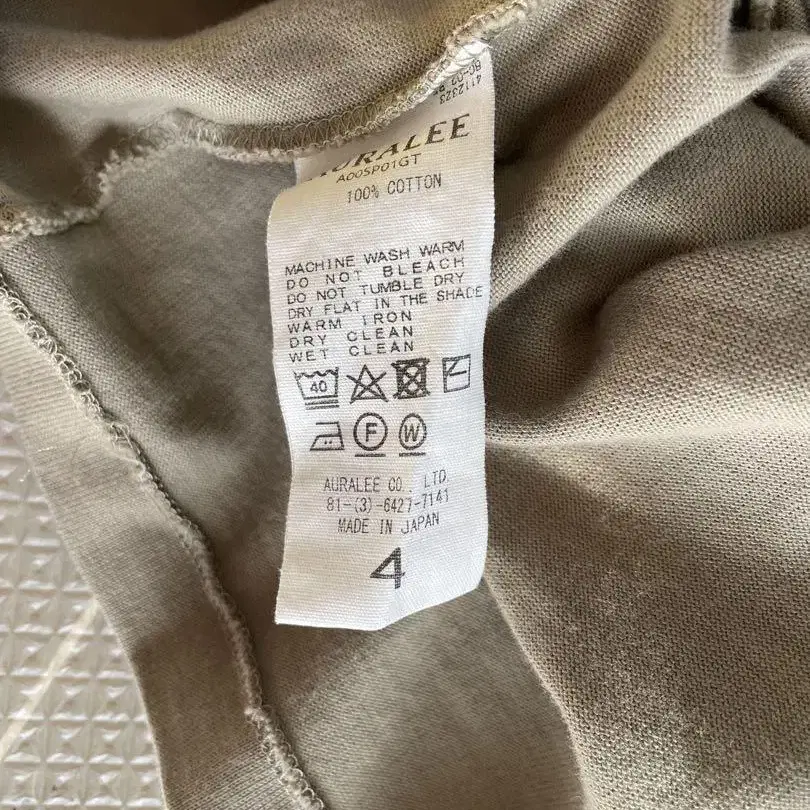 4112323
AURALEE
A00SP01GT
100% COTTON
MACHINE WASH WARM
DO NOT BLEACH
DO NOT TUMBLE DRY
DRY FLAT IN THE SHADE
WARM IRON
DRY CLEAN
WET CLEAN
40
F W
AURALEE CO., LTD.
81-(3)-6427-7141
MADE IN JAPAN
4